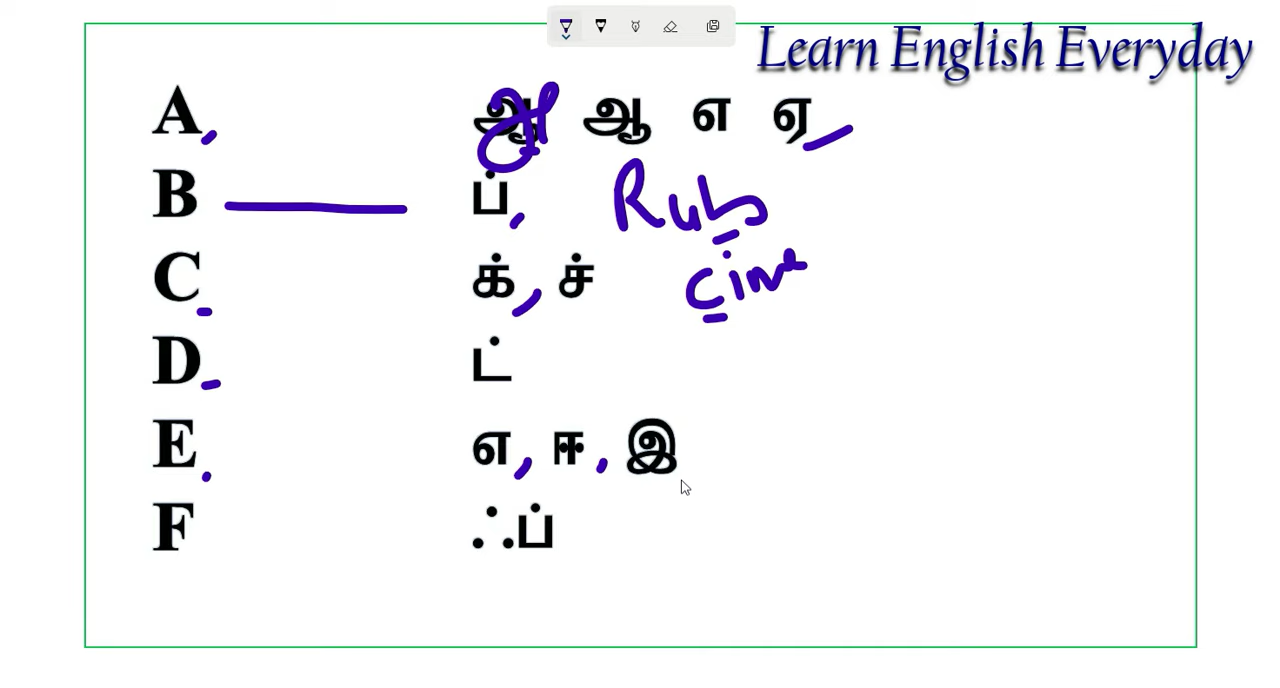 Learn English Everyday
A, அ ஆ எ ஏ
B ப், Rub
C க், ச் cine
D ட்
E எ, ஈ, இ
F ஃப்